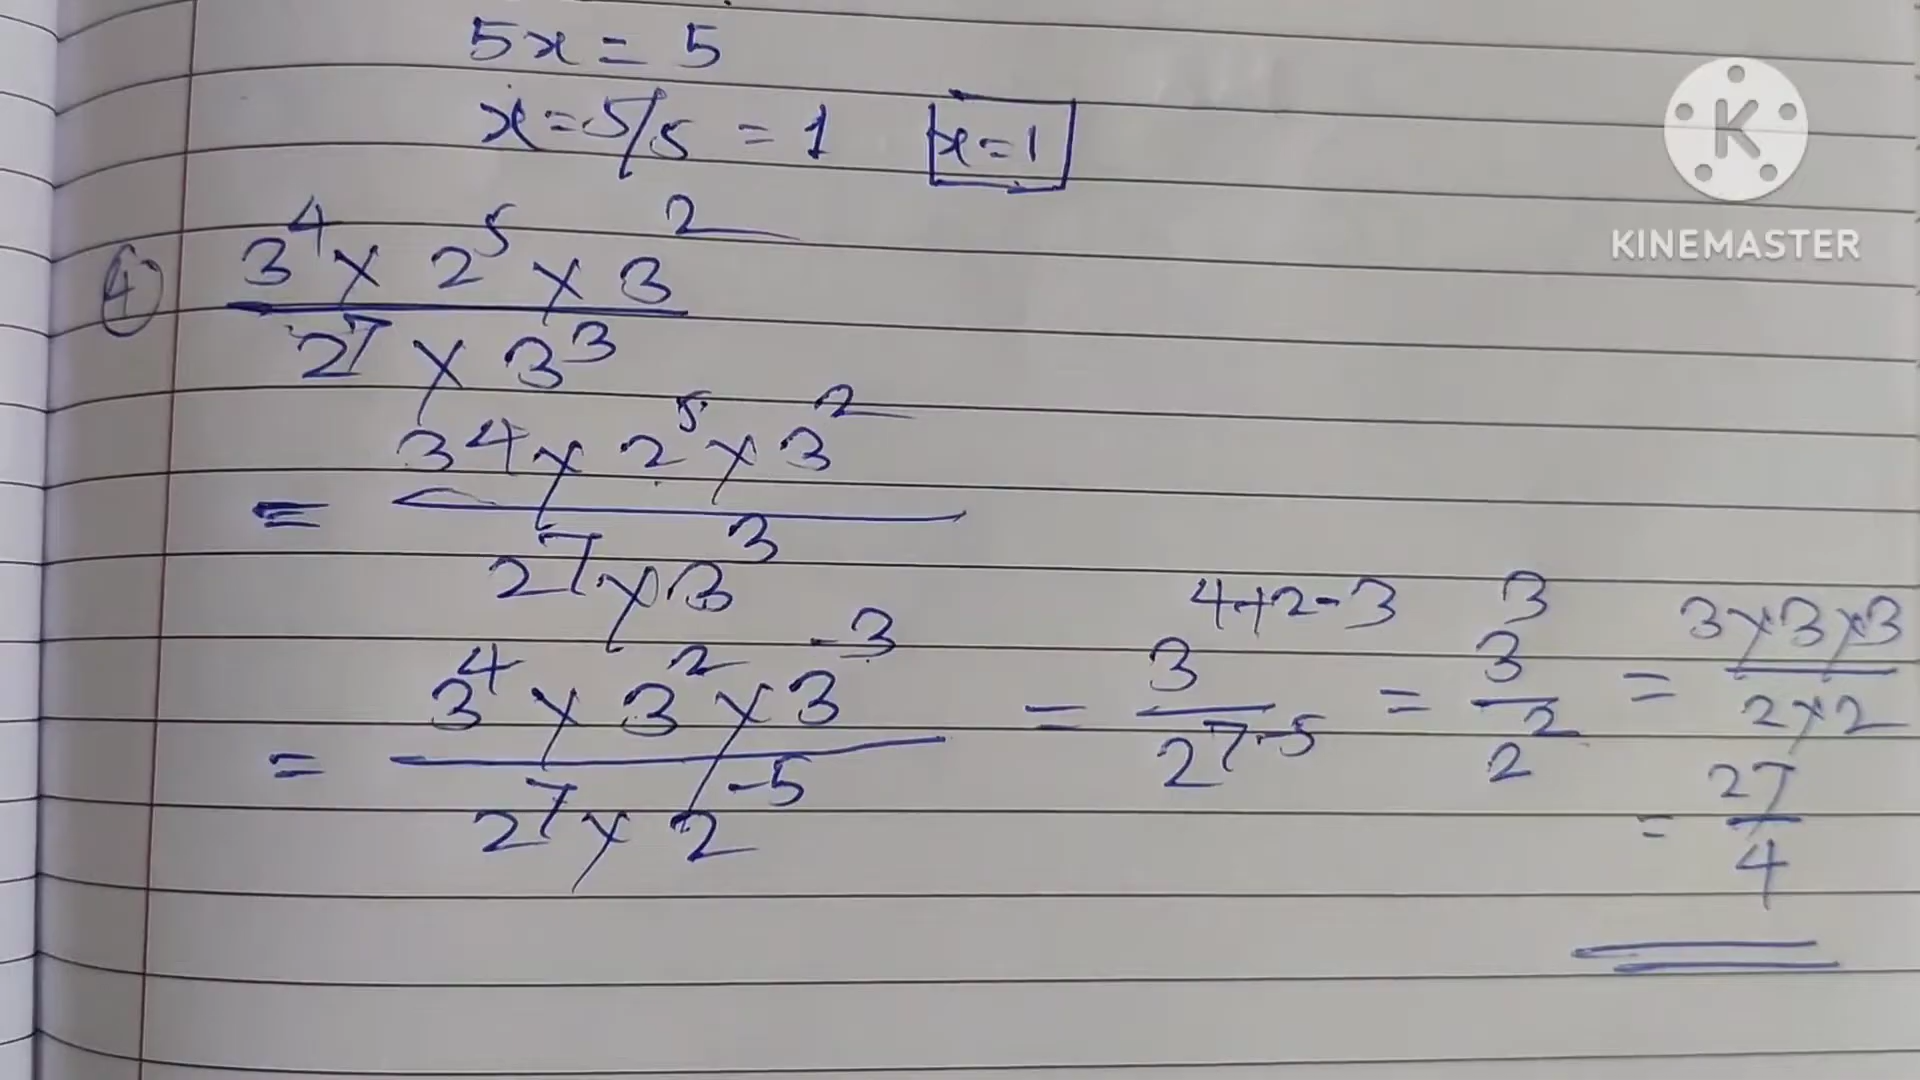 5x = 5
x = 5/5 = 1 x = 1
K
KINEMASTER
④ 3⁴ × 2⁵ × 3²
2⁷ × 3³
= 3⁴ × 2⁵ × 3²
2⁷ × 3³
= 3⁴ × 3² × 3⁻³ = 3⁴⁺²⁻³ = 3³ = 3×3×3
2⁷ × 2⁻⁵ 2⁷⁻⁵ 2² 2×2
= 27
4